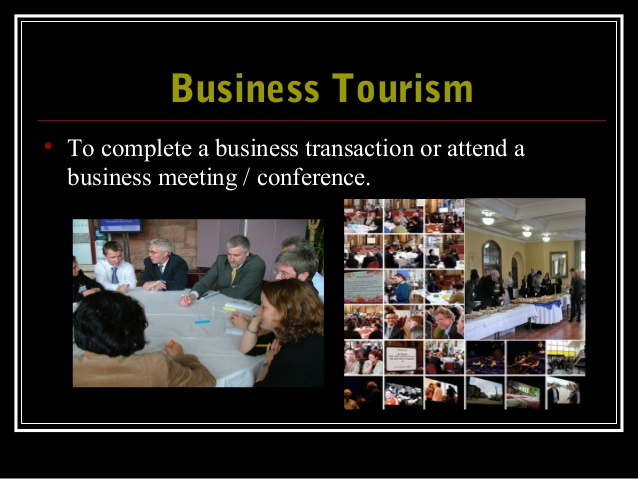 Business Tourism
• To complete a business transaction or attend a
business meeting / conference.